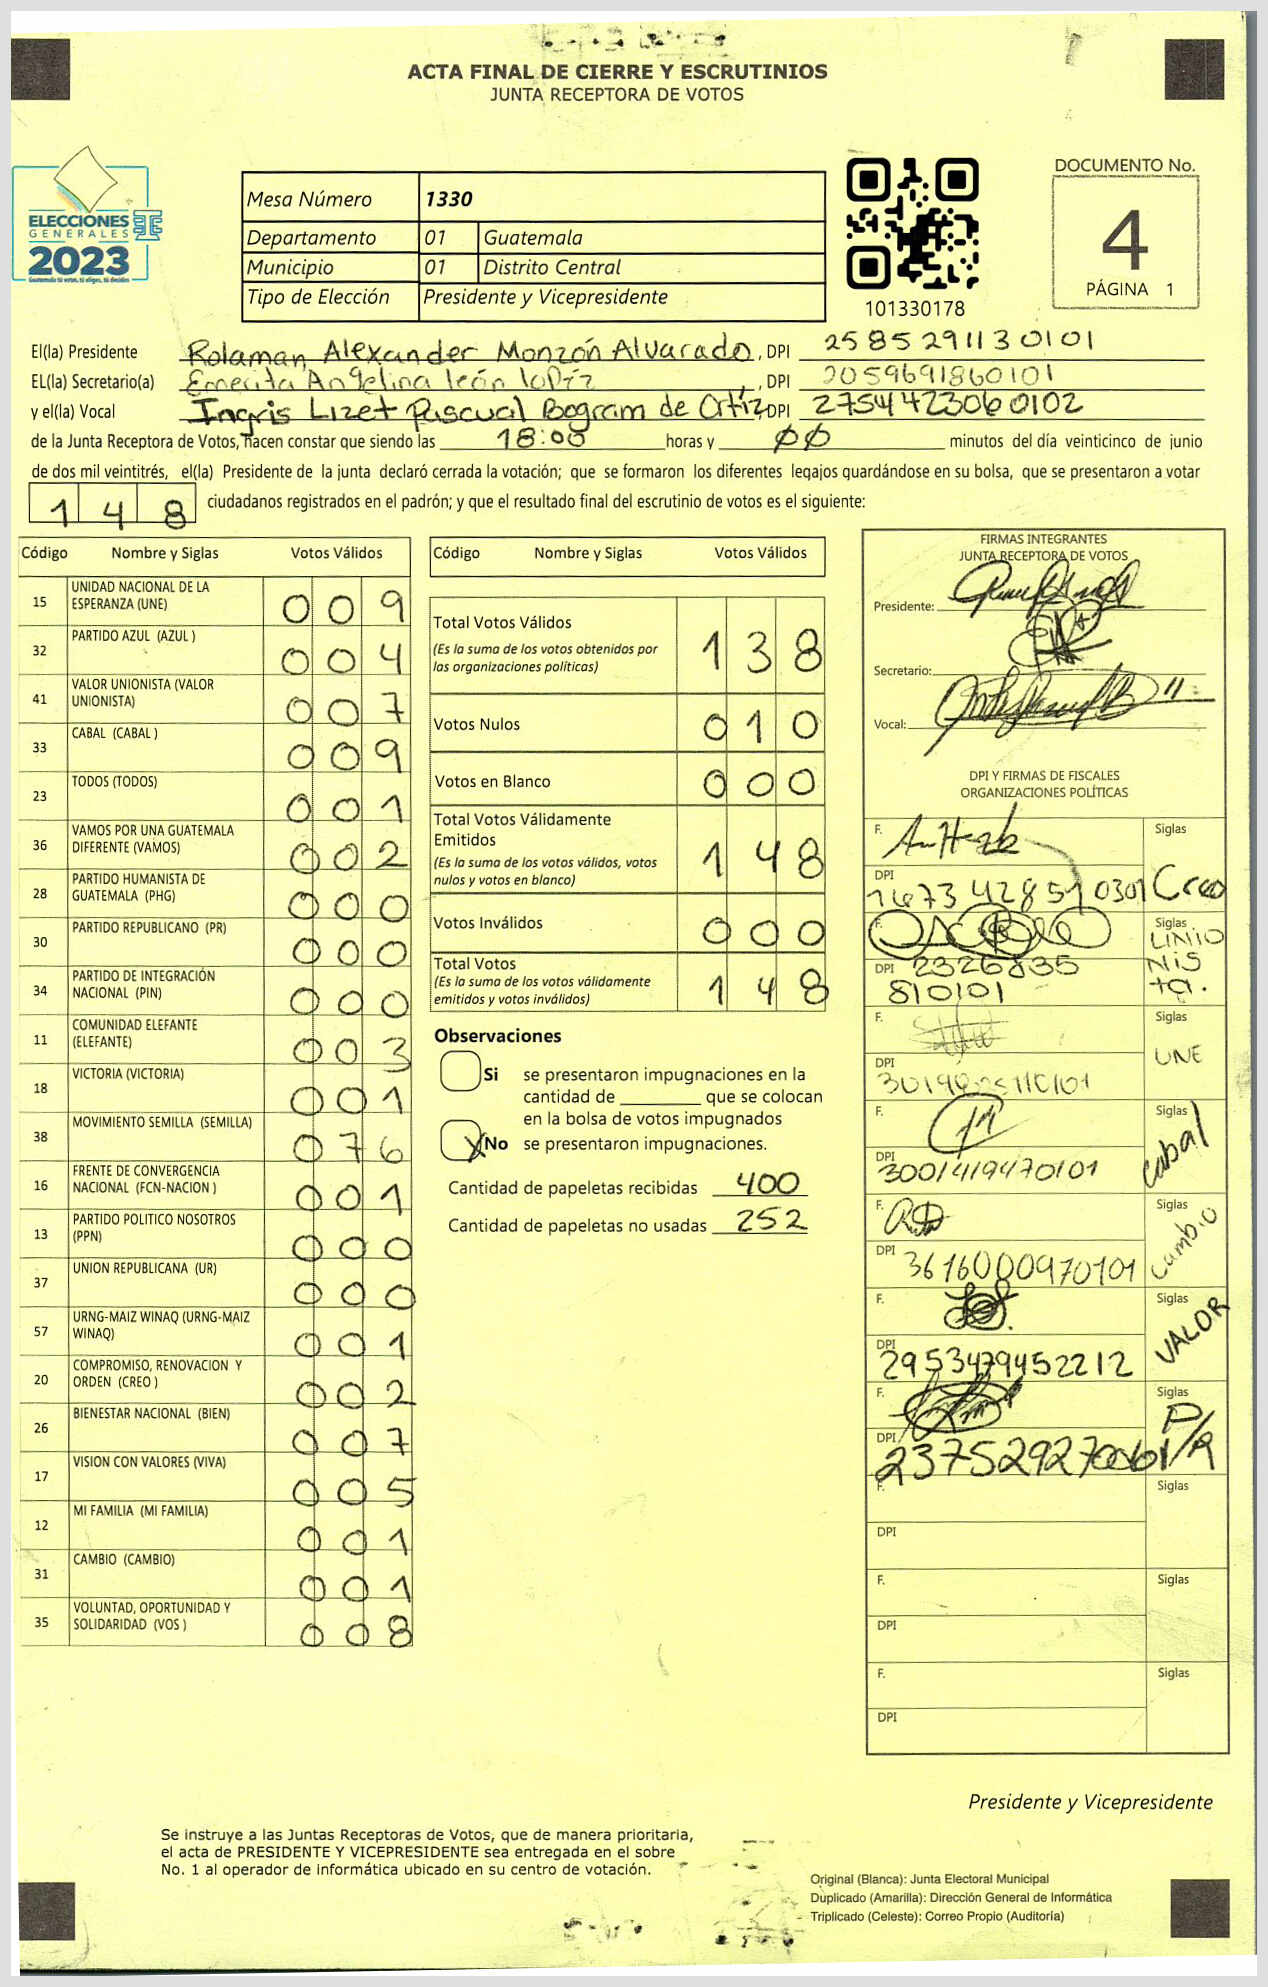 ACTA FINAL DE CIERRE Y ESCRUTINIOS
JUNTA RECEPTORA DE VOTOS
ELECCIONES
GENERALES
2023
Guatemala tú votas, tú eliges, tú decides
Mesa Número 1330
Departamento 01 Guatemala
Municipio 01 Distrito Central
Tipo de Elección Presidente y Vicepresidente
101330178
DOCUMENTO No.
4
PÁGINA 1
El(la) Presidente Rolaman Alexander Monzón Alvarado, DPI 2585291130101
EL(la) Secretario(a) Emerita Angelina león lopíz, DPI 2059691860101
y el(la) Vocal Ingris Lizet Pascual Bogram de Ortíz, DPI 2754423060102
de la Junta Receptora de Votos, hacen constar que siendo las 18:00 horas y 00 minutos del día veinticinco de junio
de dos mil veintitrés, el(la) Presidente de la junta declaró cerrada la votación; que se formaron los diferentes legajos guardándose en su bolsa, que se presentaron a votar
148 ciudadanos registrados en el padrón; y que el resultado final del escrutinio de votos es el siguiente:
Código Nombre y Siglas Votos Válidos
15 UNIDAD NACIONAL DE LA ESPERANZA (UNE) 009
32 PARTIDO AZUL (AZUL ) 004
41 VALOR UNIONISTA (VALOR UNIONISTA) 007
33 CABAL (CABAL ) 009
23 TODOS (TODOS) 001
36 VAMOS POR UNA GUATEMALA DIFERENTE (VAMOS) 002
28 PARTIDO HUMANISTA DE GUATEMALA (PHG) 000
30 PARTIDO REPUBLICANO (PR) 000
34 PARTIDO DE INTEGRACIÓN NACIONAL (PIN) 000
11 COMUNIDAD ELEFANTE (ELEFANTE) 003
18 VICTORIA (VICTORIA) 001
38 MOVIMIENTO SEMILLA (SEMILLA) 076
16 FRENTE DE CONVERGENCIA NACIONAL (FCN-NACION ) 001
13 PARTIDO POLITICO NOSOTROS (PPN) 000
37 UNION REPUBLICANA (UR) 000
57 URNG-MAIZ WINAQ (URNG-MAIZ WINAQ) 001
20 COMPROMISO, RENOVACION Y ORDEN (CREO ) 002
26 BIENESTAR NACIONAL (BIEN) 007
17 VISION CON VALORES (VIVA) 005
12 MI FAMILIA (MI FAMILIA) 001
31 CAMBIO (CAMBIO) 001
35 VOLUNTAD, OPORTUNIDAD Y SOLIDARIDAD (VOS ) 008
Código Nombre y Siglas Votos Válidos
Total Votos Válidos 138
(Es la suma de los votos obtenidos por
las organizaciones políticas)
Votos Nulos 010
Votos en Blanco 000
Total Votos Válidamente
Emitidos 148
(Es la suma de los votos válidos, votos
nulos y votos en blanco)
Votos Inválidos 000
Total Votos 148
(Es la suma de los votos válidamente
emitidos y votos inválidos)
Observaciones
Si se presentaron impugnaciones en la
cantidad de ________ que se colocan
en la bolsa de votos impugnados
X No se presentaron impugnaciones.
Cantidad de papeletas recibidas 400
Cantidad de papeletas no usadas 252
FIRMAS INTEGRANTES
JUNTA RECEPTORA DE VOTOS
Presidente:
Secretario:
Vocal:
DPI Y FIRMAS DE FISCALES
ORGANIZACIONES POLÍTICAS
F. Siglas Creo
DPI 1673428510301
F. Siglas UNIO
NIS
ta.
DPI 2326835
810101
F. Siglas UNE
DPI
F. Siglas Cabal
DPI 3001419470101
F. Siglas Cambio
DPI 3616000970101
F. Siglas VALOR
DPI 2953479452212
F. Siglas
DPI
F. Siglas
DPI
F. Siglas
DPI
F. Siglas
DPI
Presidente y Vicepresidente
Se instruye a las Juntas Receptoras de Votos, que de manera prioritaria,
el acta de PRESIDENTE Y VICEPRESIDENTE sea entregada en el sobre
No. 1 al operador de informática ubicado en su centro de votación.
Original (Blanca): Junta Electoral Municipal
Duplicado (Amarilla): Dirección General de Informática
Triplicado (Celeste): Correo Propio (Auditoría)